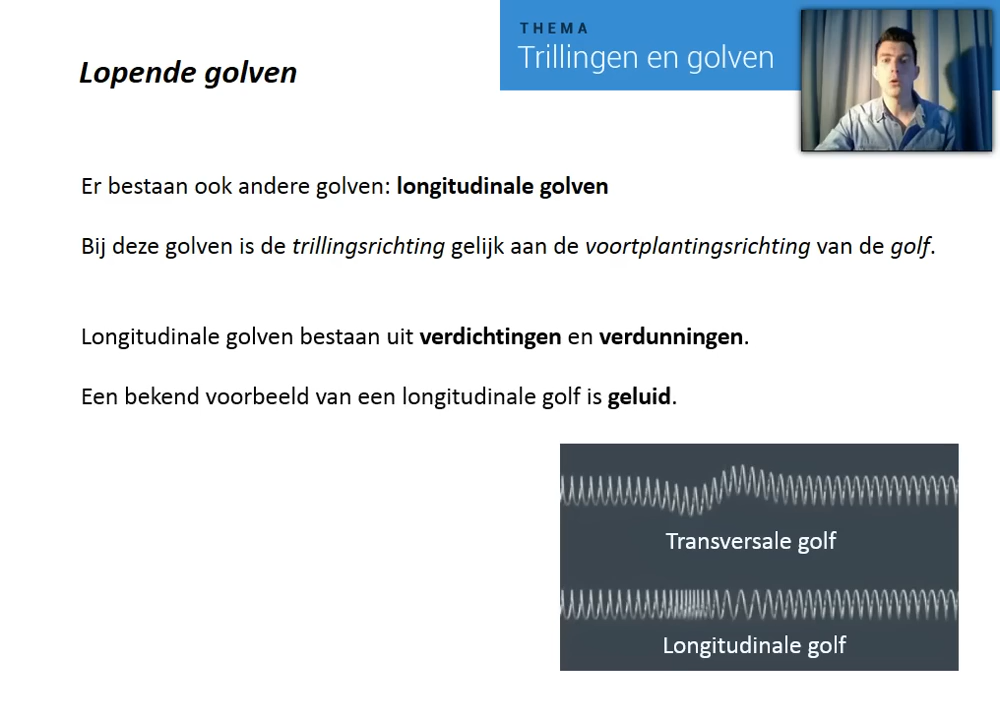 THEMA
Trillingen en golven
Lopende golven
Er bestaan ook andere golven: longitudinale golven
Bij deze golven is de trillingsrichting gelijk aan de voortplantingsrichting van de golf.
Longitudinale golven bestaan uit verdichtingen en verdunningen.
Een bekend voorbeeld van een longitudinale golf is geluid.
Transversale golf
Longitudinale golf